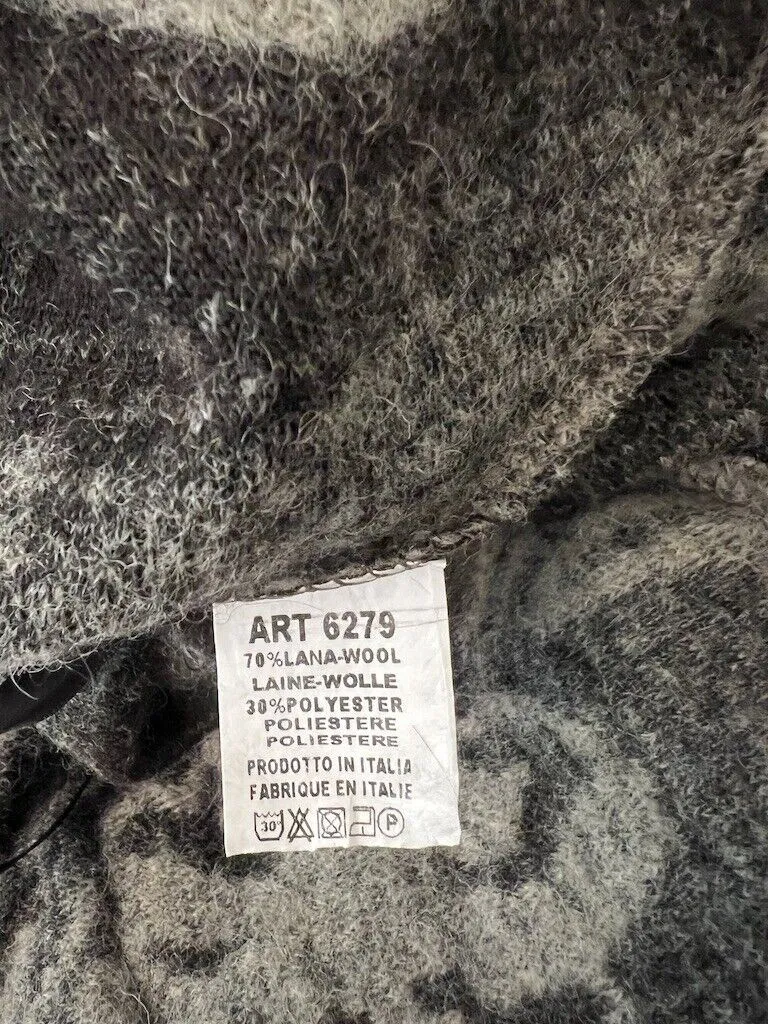 ART 6279
70%LANA-WOOL
LAINE-WOLLE
30%POLYESTER
POLIESTERE
POLIESTERE
PRODOTTO IN ITALIA
FABRIQUE EN ITALIE
30° P